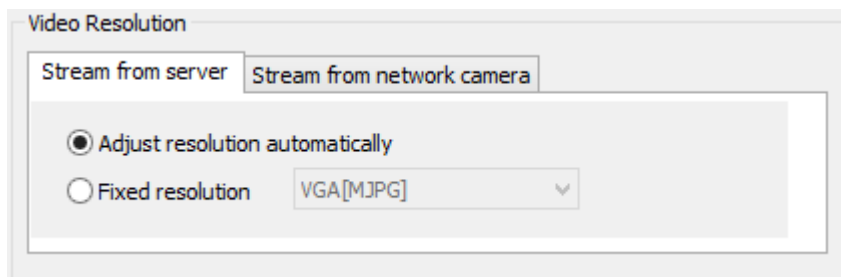 Video Resolution
Stream from server Stream from network camera
Adjust resolution automatically
Fixed resolution VGA[MJPG]